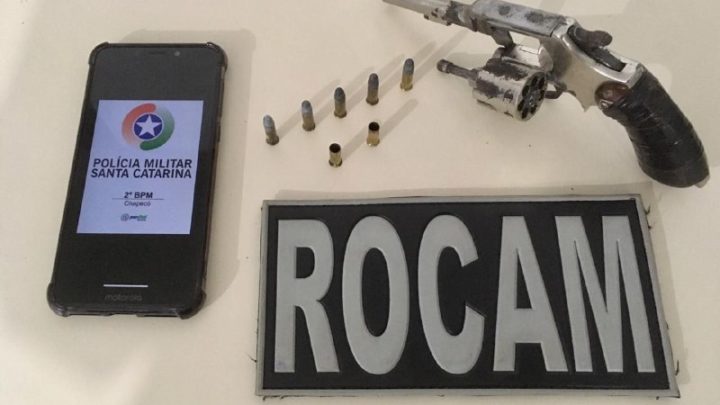 POLÍCIA MILITAR
SANTA CATARINA
2º BPM
Chapecó
motorola
ROCAM